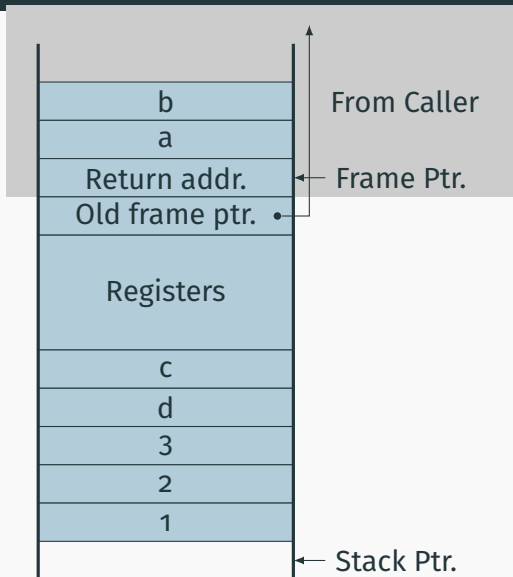 b
From Caller
a
Return addr.
Frame Ptr.
Old frame ptr.
Registers
c
d
3
2
1
Stack Ptr.